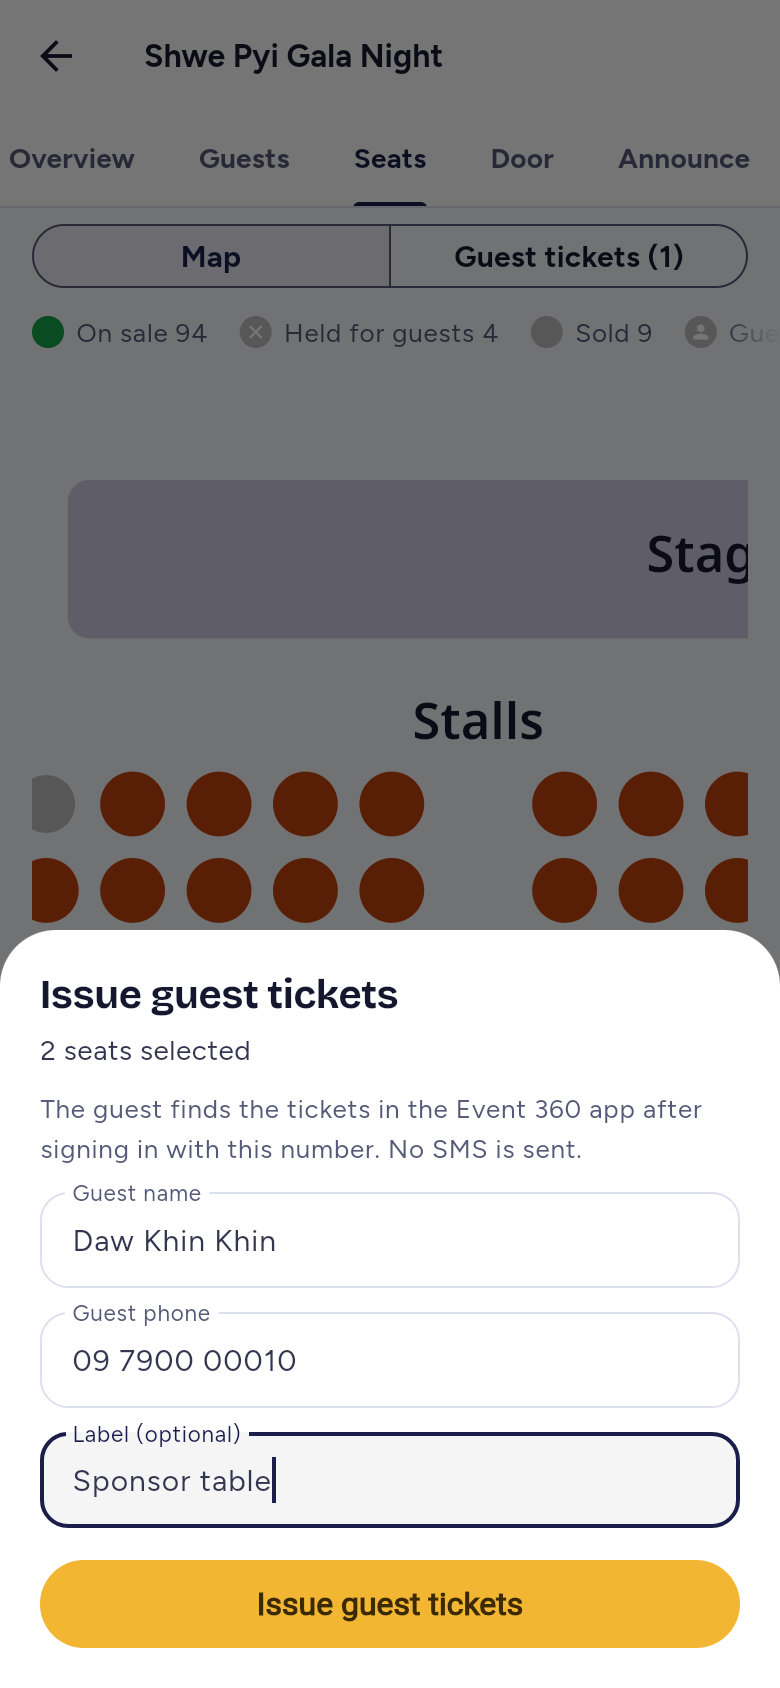 Shwe Pyi Gala Night
Overview Guests Seats Door Announce
Map Guest tickets (1)
On sale 94 Held for guests 4 Sold 9 Gue
Stag
Stalls
Issue guest tickets
2 seats selected
The guest finds the tickets in the Event 360 app after
signing in with this number. No SMS is sent.
Guest name
Daw Khin Khin
Guest phone
09 7900 00010
Label (optional)
Sponsor table
Issue guest tickets